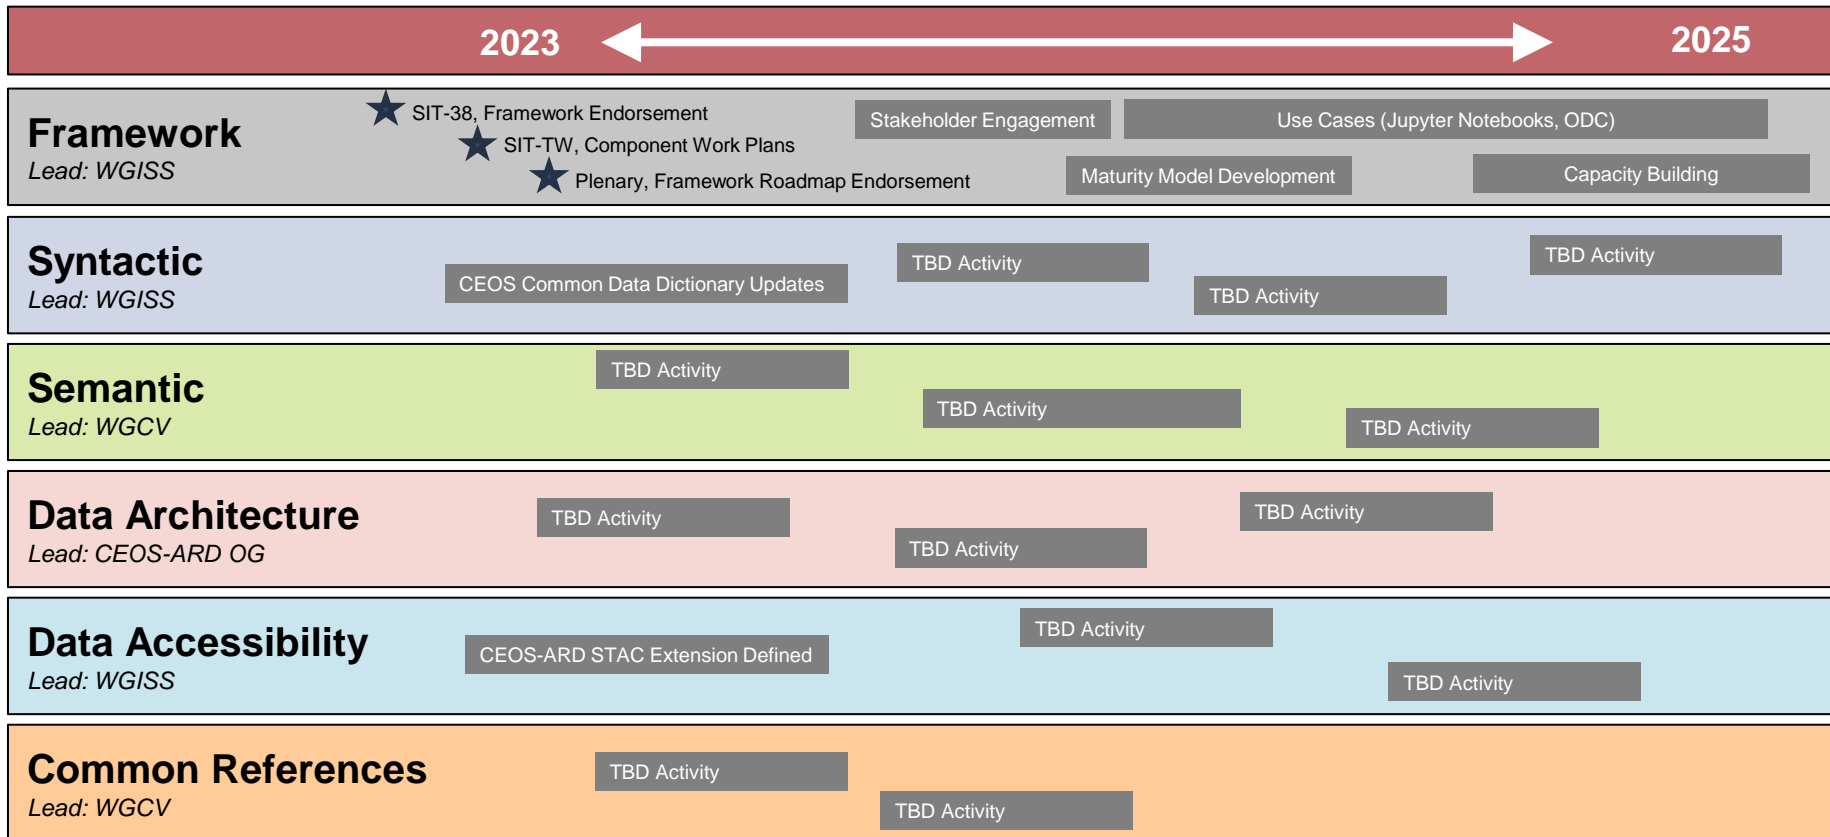 2023
2025
Framework
Lead: WGISS
SIT-38, Framework Endorsement
SIT-TW, Component Work Plans
Plenary, Framework Roadmap Endorsement
Stakeholder Engagement
Use Cases (Jupyter Notebooks, ODC)
Maturity Model Development
Capacity Building
Syntactic
Lead: WGISS
CEOS Common Data Dictionary Updates
TBD Activity
TBD Activity
TBD Activity
Semantic
Lead: WGCV
TBD Activity
TBD Activity
TBD Activity
Data Architecture
Lead: CEOS-ARD OG
TBD Activity
TBD Activity
TBD Activity
Data Accessibility
Lead: WGISS
CEOS-ARD STAC Extension Defined
TBD Activity
TBD Activity
Common References
Lead: WGCV
TBD Activity
TBD Activity